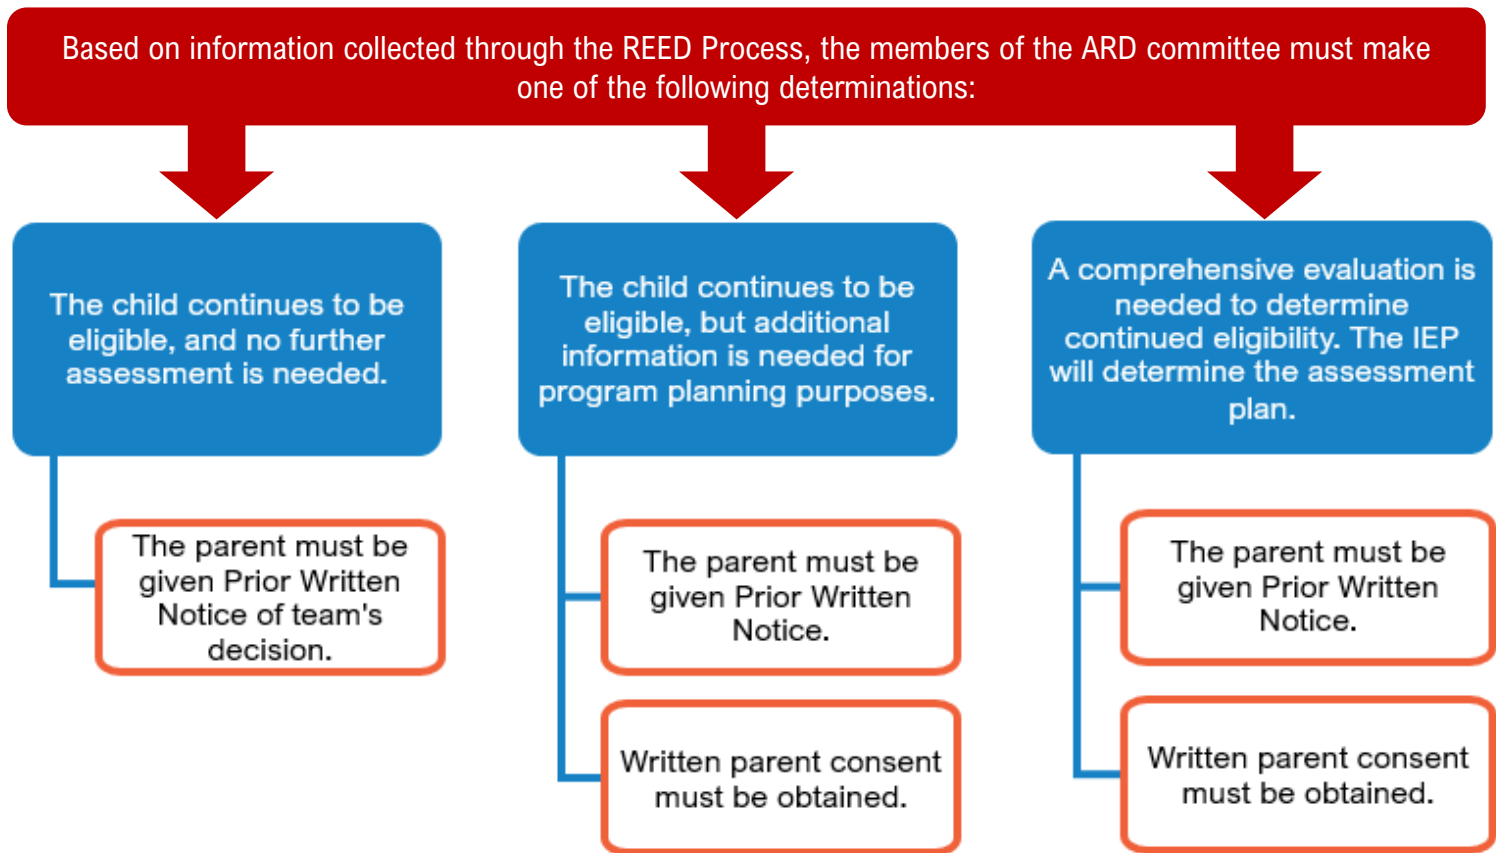 Based on information collected through the REED Process, the members of the ARD committee must make
one of the following determinations:
The child continues to be
eligible, and no further
assessment is needed.
The parent must be
given Prior Written
Notice of team's
decision.
The child continues to be
eligible, but additional
information is needed for
program planning purposes.
The parent must be
given Prior Written
Notice.
Written parent consent
must be obtained.
A comprehensive evaluation is
needed to determine
continued eligibility. The IEP
will determine the assessment
plan.
The parent must be
given Prior Written
Notice.
Written parent consent
must be obtained.